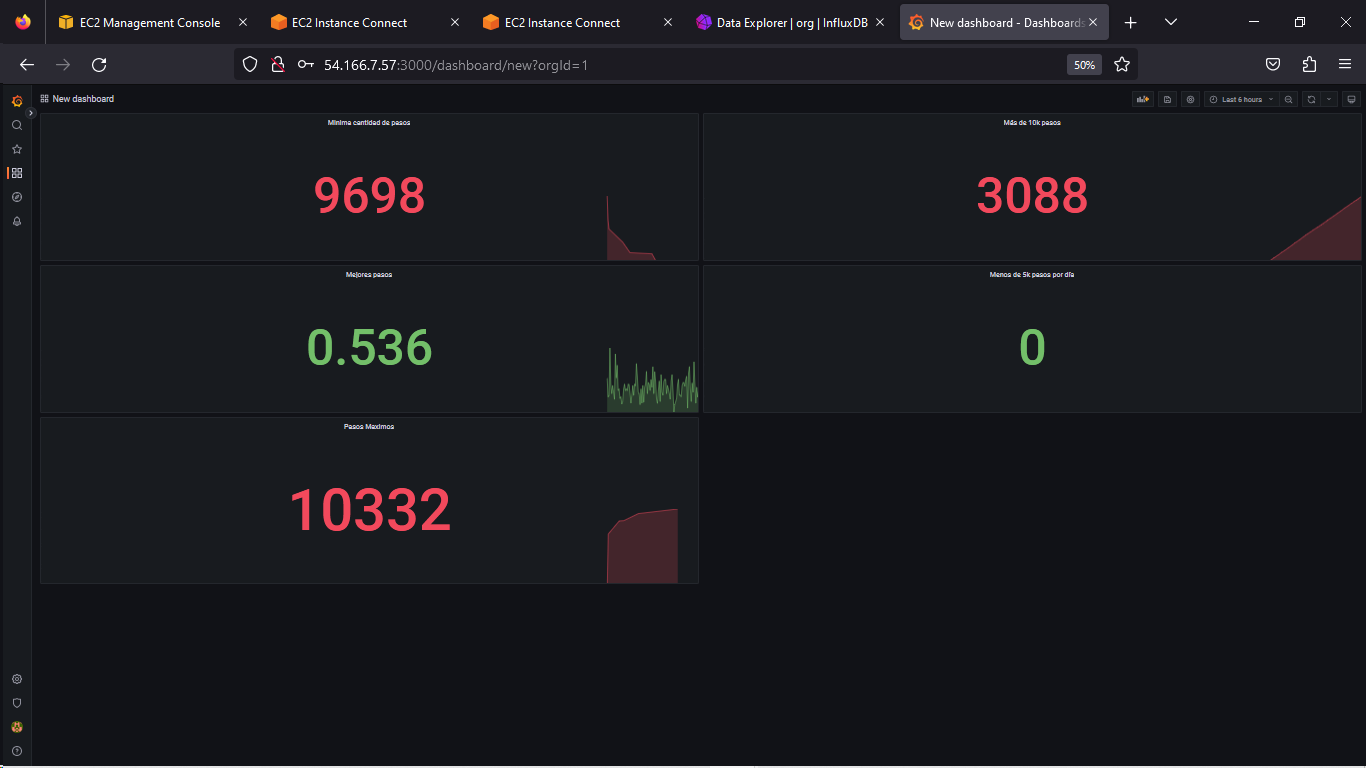 EC2 Management Console
EC2 Instance Connect
EC2 Instance Connect
Data Explorer | org | InfluxDB
New dashboard - Dashboards
54.166.7.57:3000/dashboard/new?orgId=1
50%
New dashboard
Last 6 hours
Minima cantidad de pasos
9698
Más de 10k pasos
3088
Mejores pasos
0.536
Menos de 5k pasos por día
0
Pasos Maximos
10332